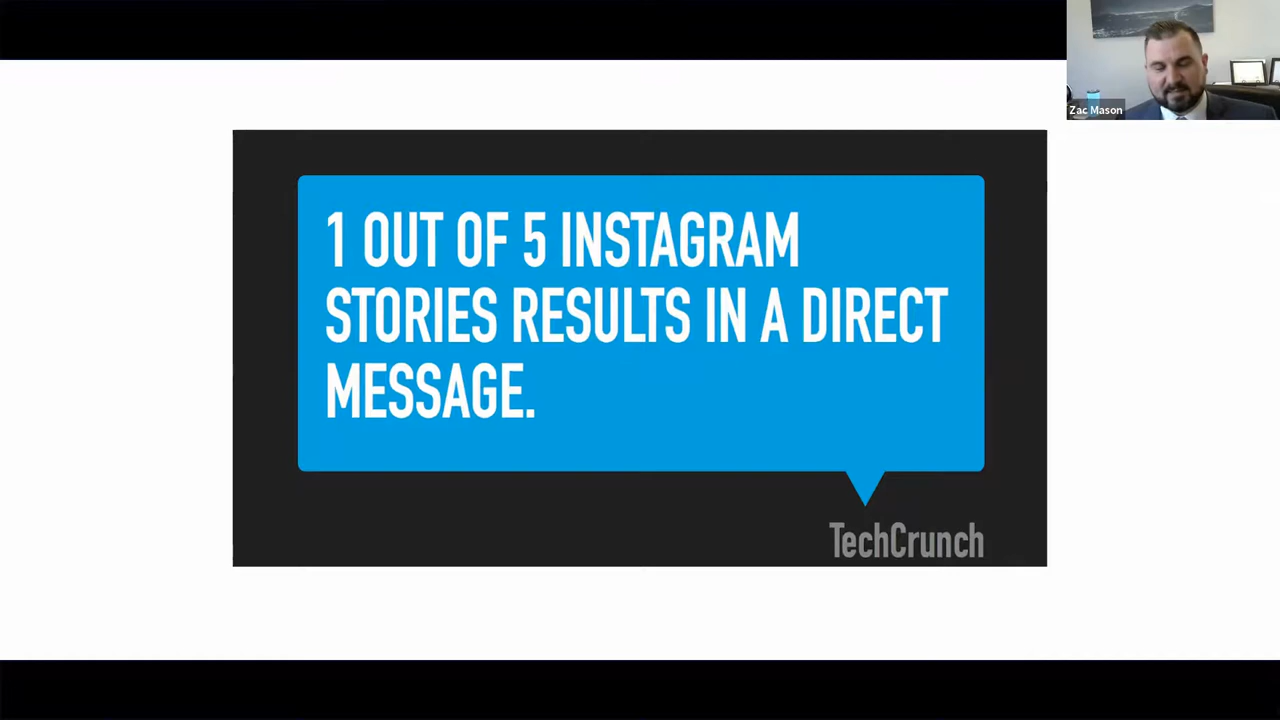 1 OUT OF 5 INSTAGRAM
STORIES RESULTS IN A DIRECT
MESSAGE.
TechCrunch
Zac Mason